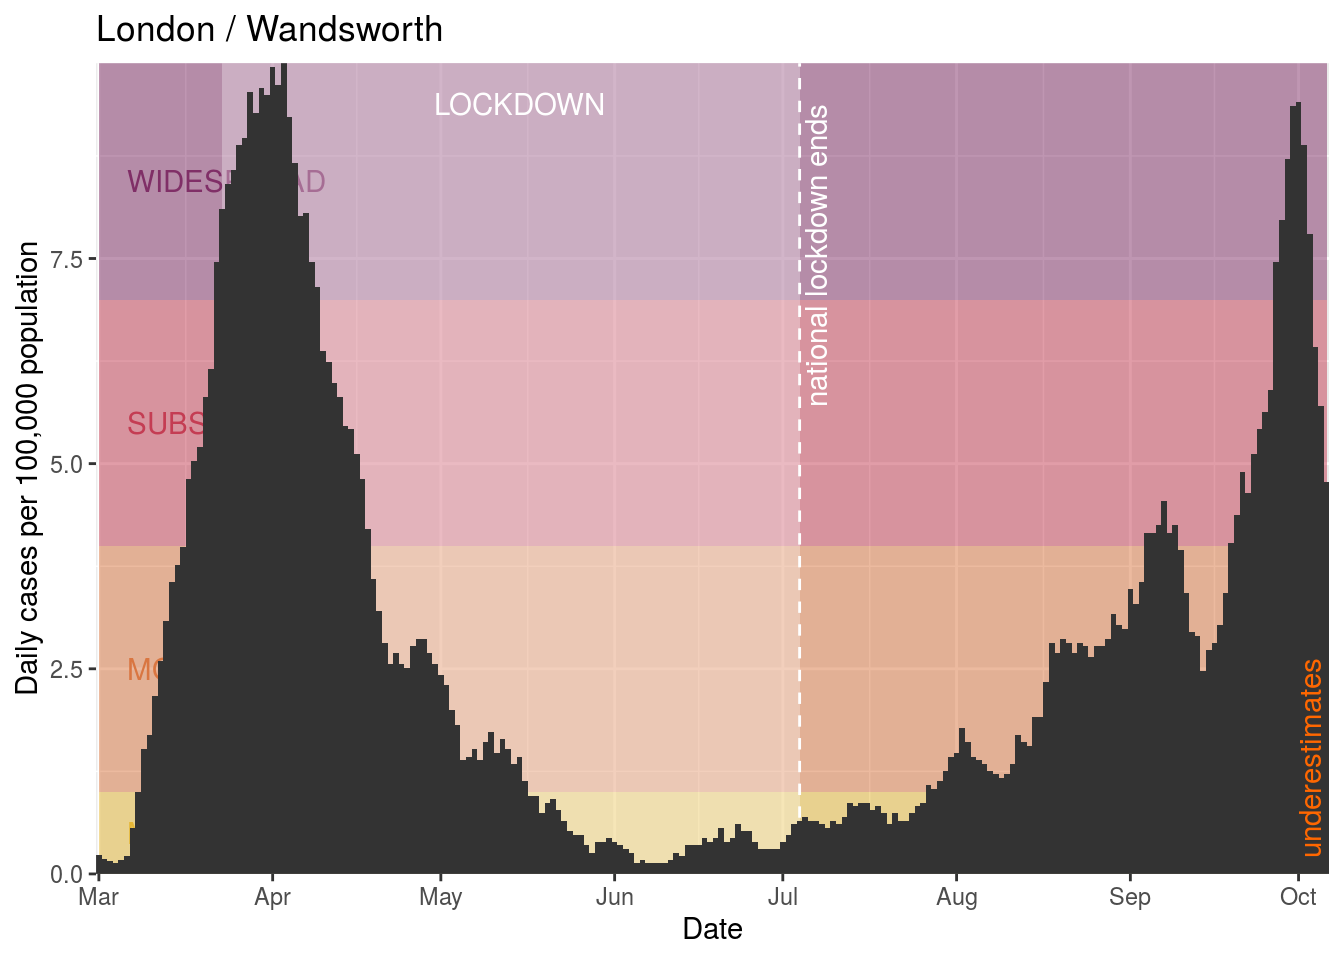 London / Wandsworth
LOCKDOWN
national lockdown ends
underestimates
Daily cases per 100,000 population
7.5
5.0
2.5
0.0
Mar Apr May Jun Jul Aug Sep Oct
Date